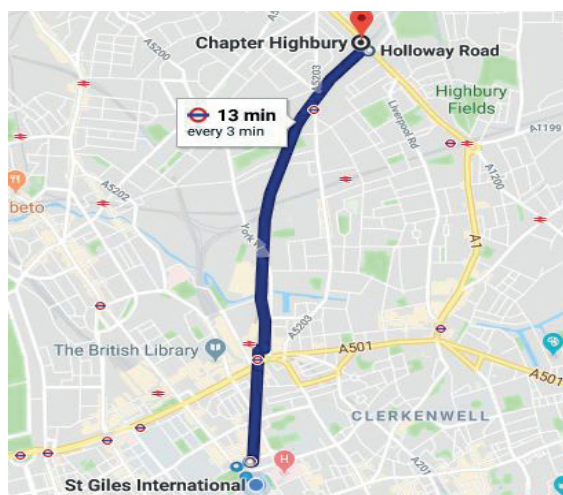 A5200
Chapter Highbury
Holloway Road
A5203
Highbury
Fields
Liverpool Rd
13 min
every 3 min
A1199
A1200
A5202
beto
York W
A1
A5203
The British Library
A501
A501
CLERKENWELL
H
A201
St Giles International